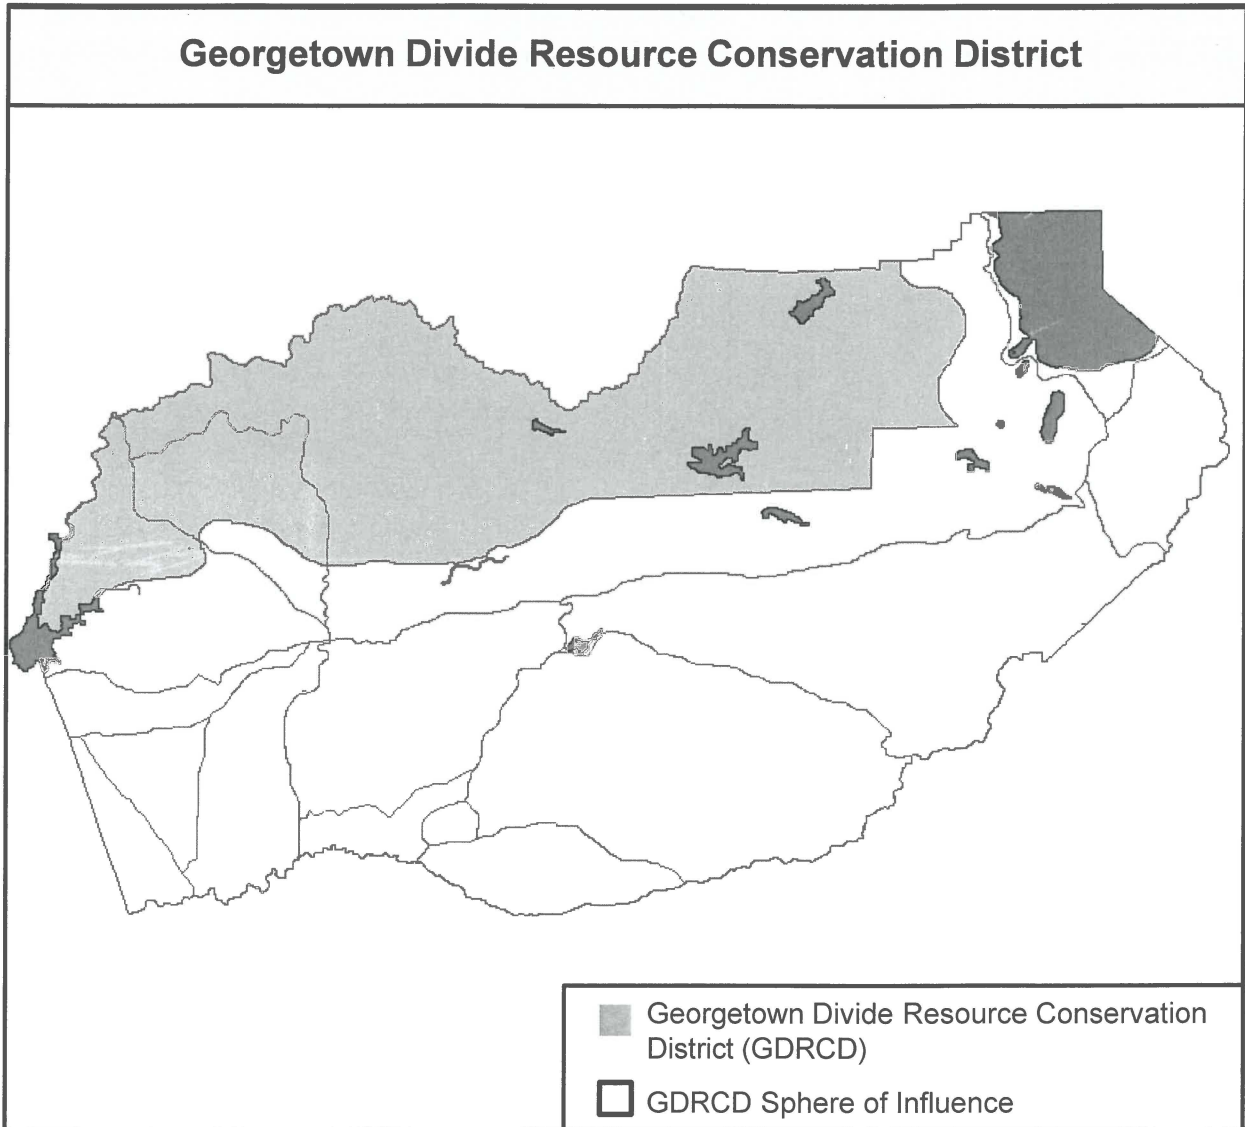 Georgetown Divide Resource Conservation District
Georgetown Divide Resource Conservation
District (GDRCD)
GDRCD Sphere of Influence